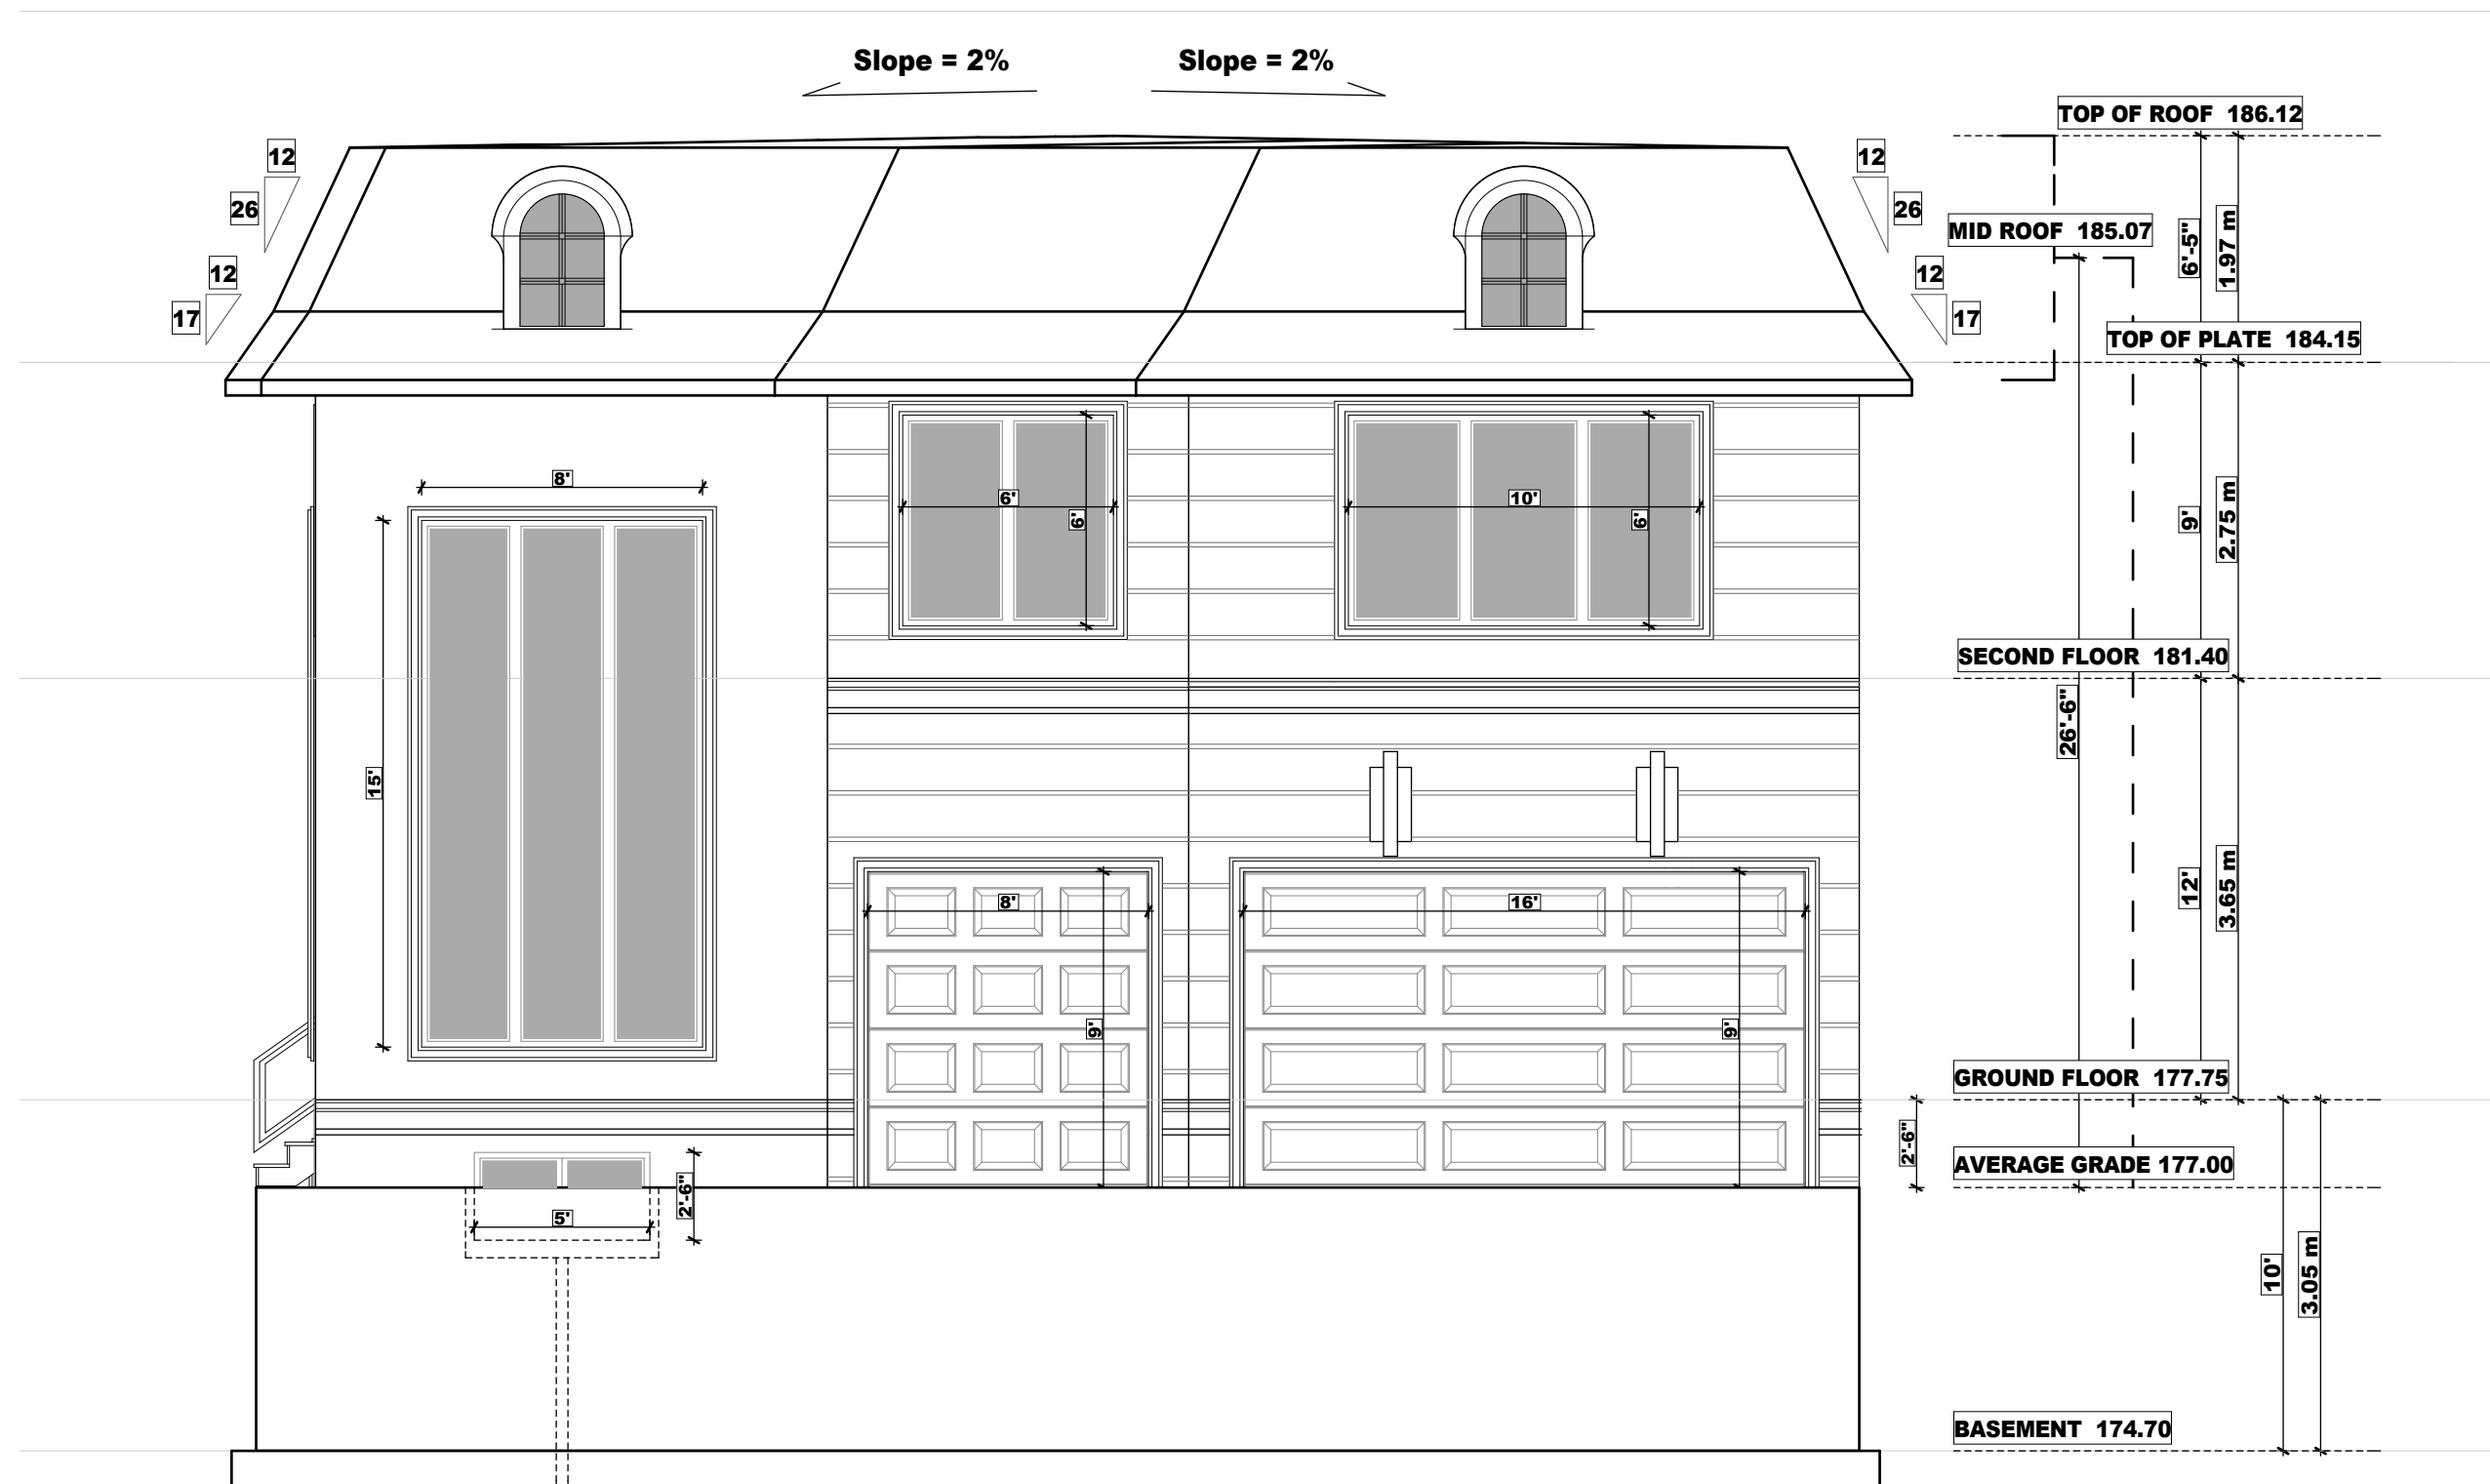 Slope = 2%
Slope = 2%
TOP OF ROOF 186.12
12
12
26
26
MID ROOF 185.07
6'-5"
1.97 m
12
12
17
17
TOP OF PLATE 184.15
8'
6'
6'
10'
6'
9'
2.75 m
SECOND FLOOR 181.40
26'-6"
15'
12'
3.65 m
8'
16'
9'
9'
GROUND FLOOR 177.75
2'-6"
AVERAGE GRADE 177.00
2'-6"
5'
10'
3.05 m
BASEMENT 174.70